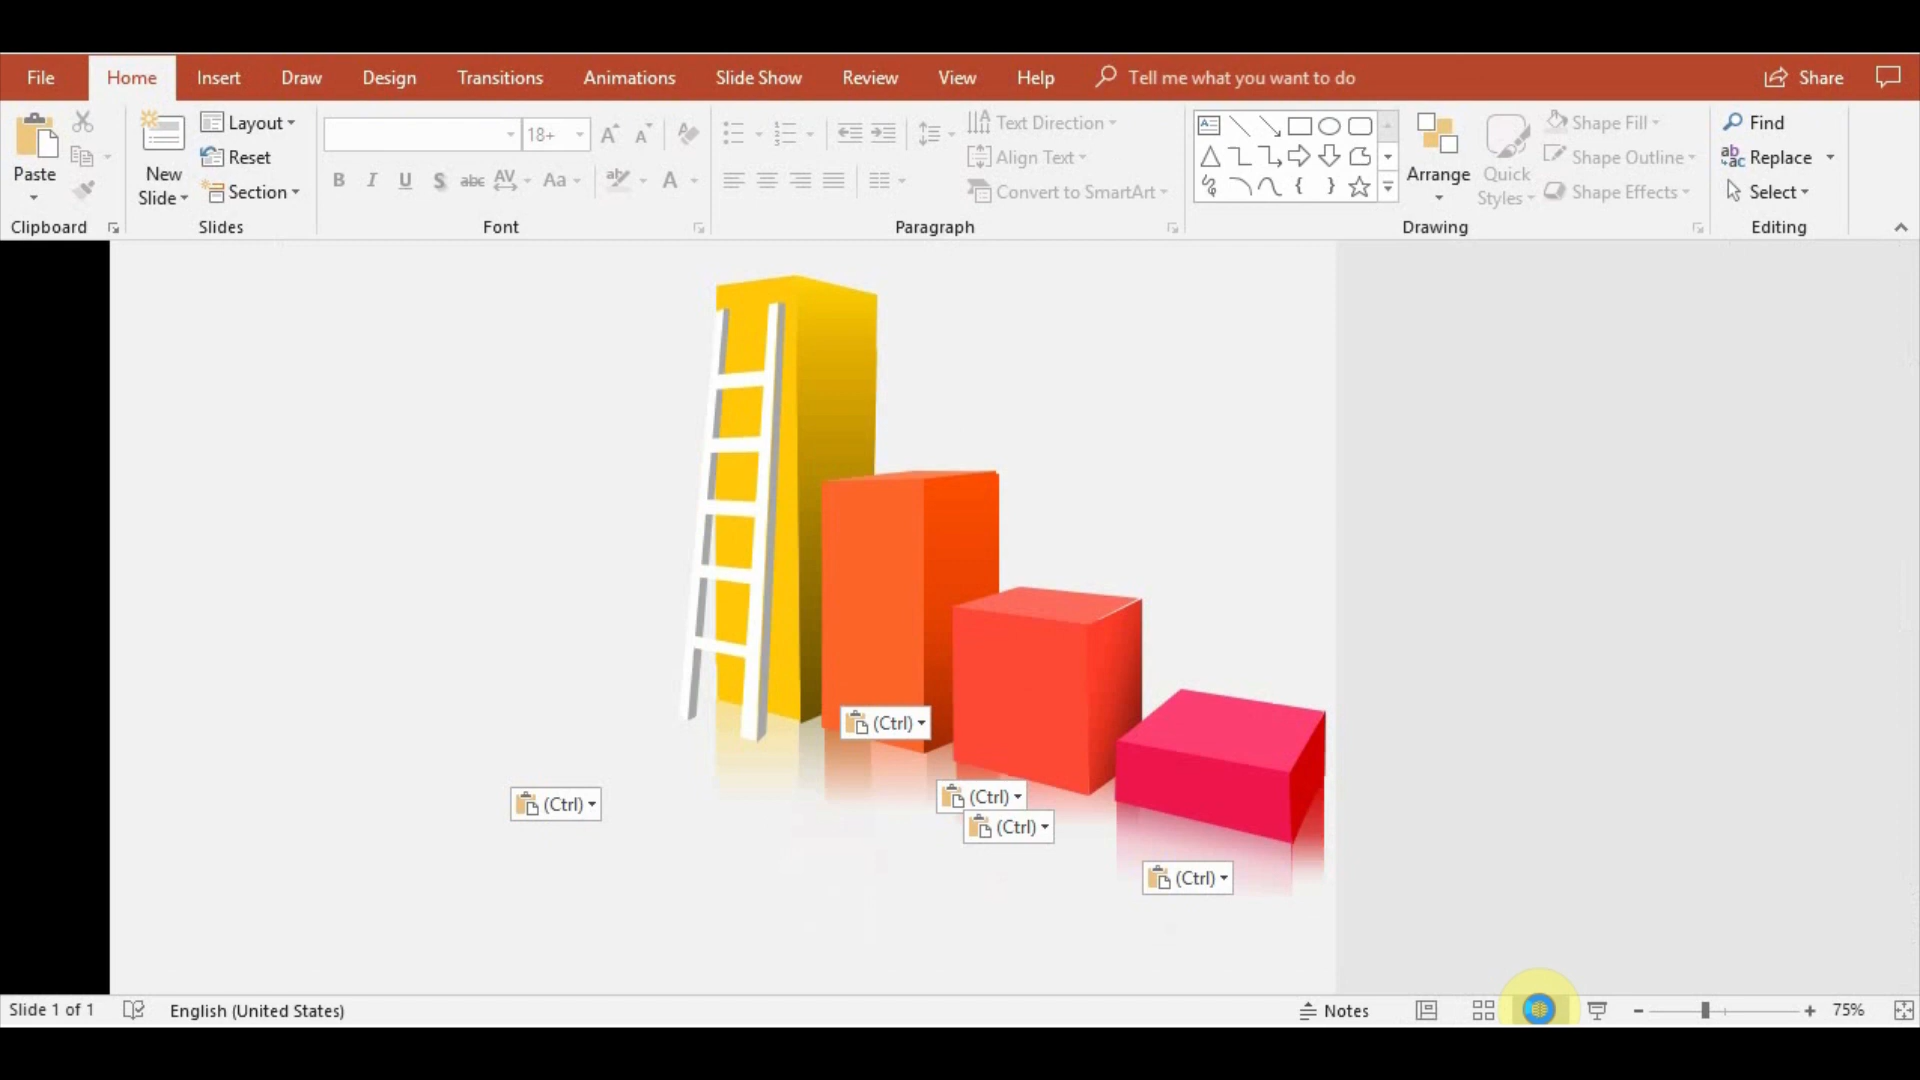 File Home Insert Draw Design Transitions Animations Slide Show Review View Help Tell me what you want to do Share
Paste
Clipboard
New
Slide
Layout
Reset
Section
Slides
18+
B I U S abc AV Aa A
Font
Text Direction
Align Text
Convert to SmartArt
Paragraph
Arrange
Quick
Styles
Shape Fill
Shape Outline
Shape Effects
Drawing
Find
Replace
Select
Editing
(Ctrl)
(Ctrl)
(Ctrl)
(Ctrl)
(Ctrl)
Slide 1 of 1 English (United States) Notes 75%